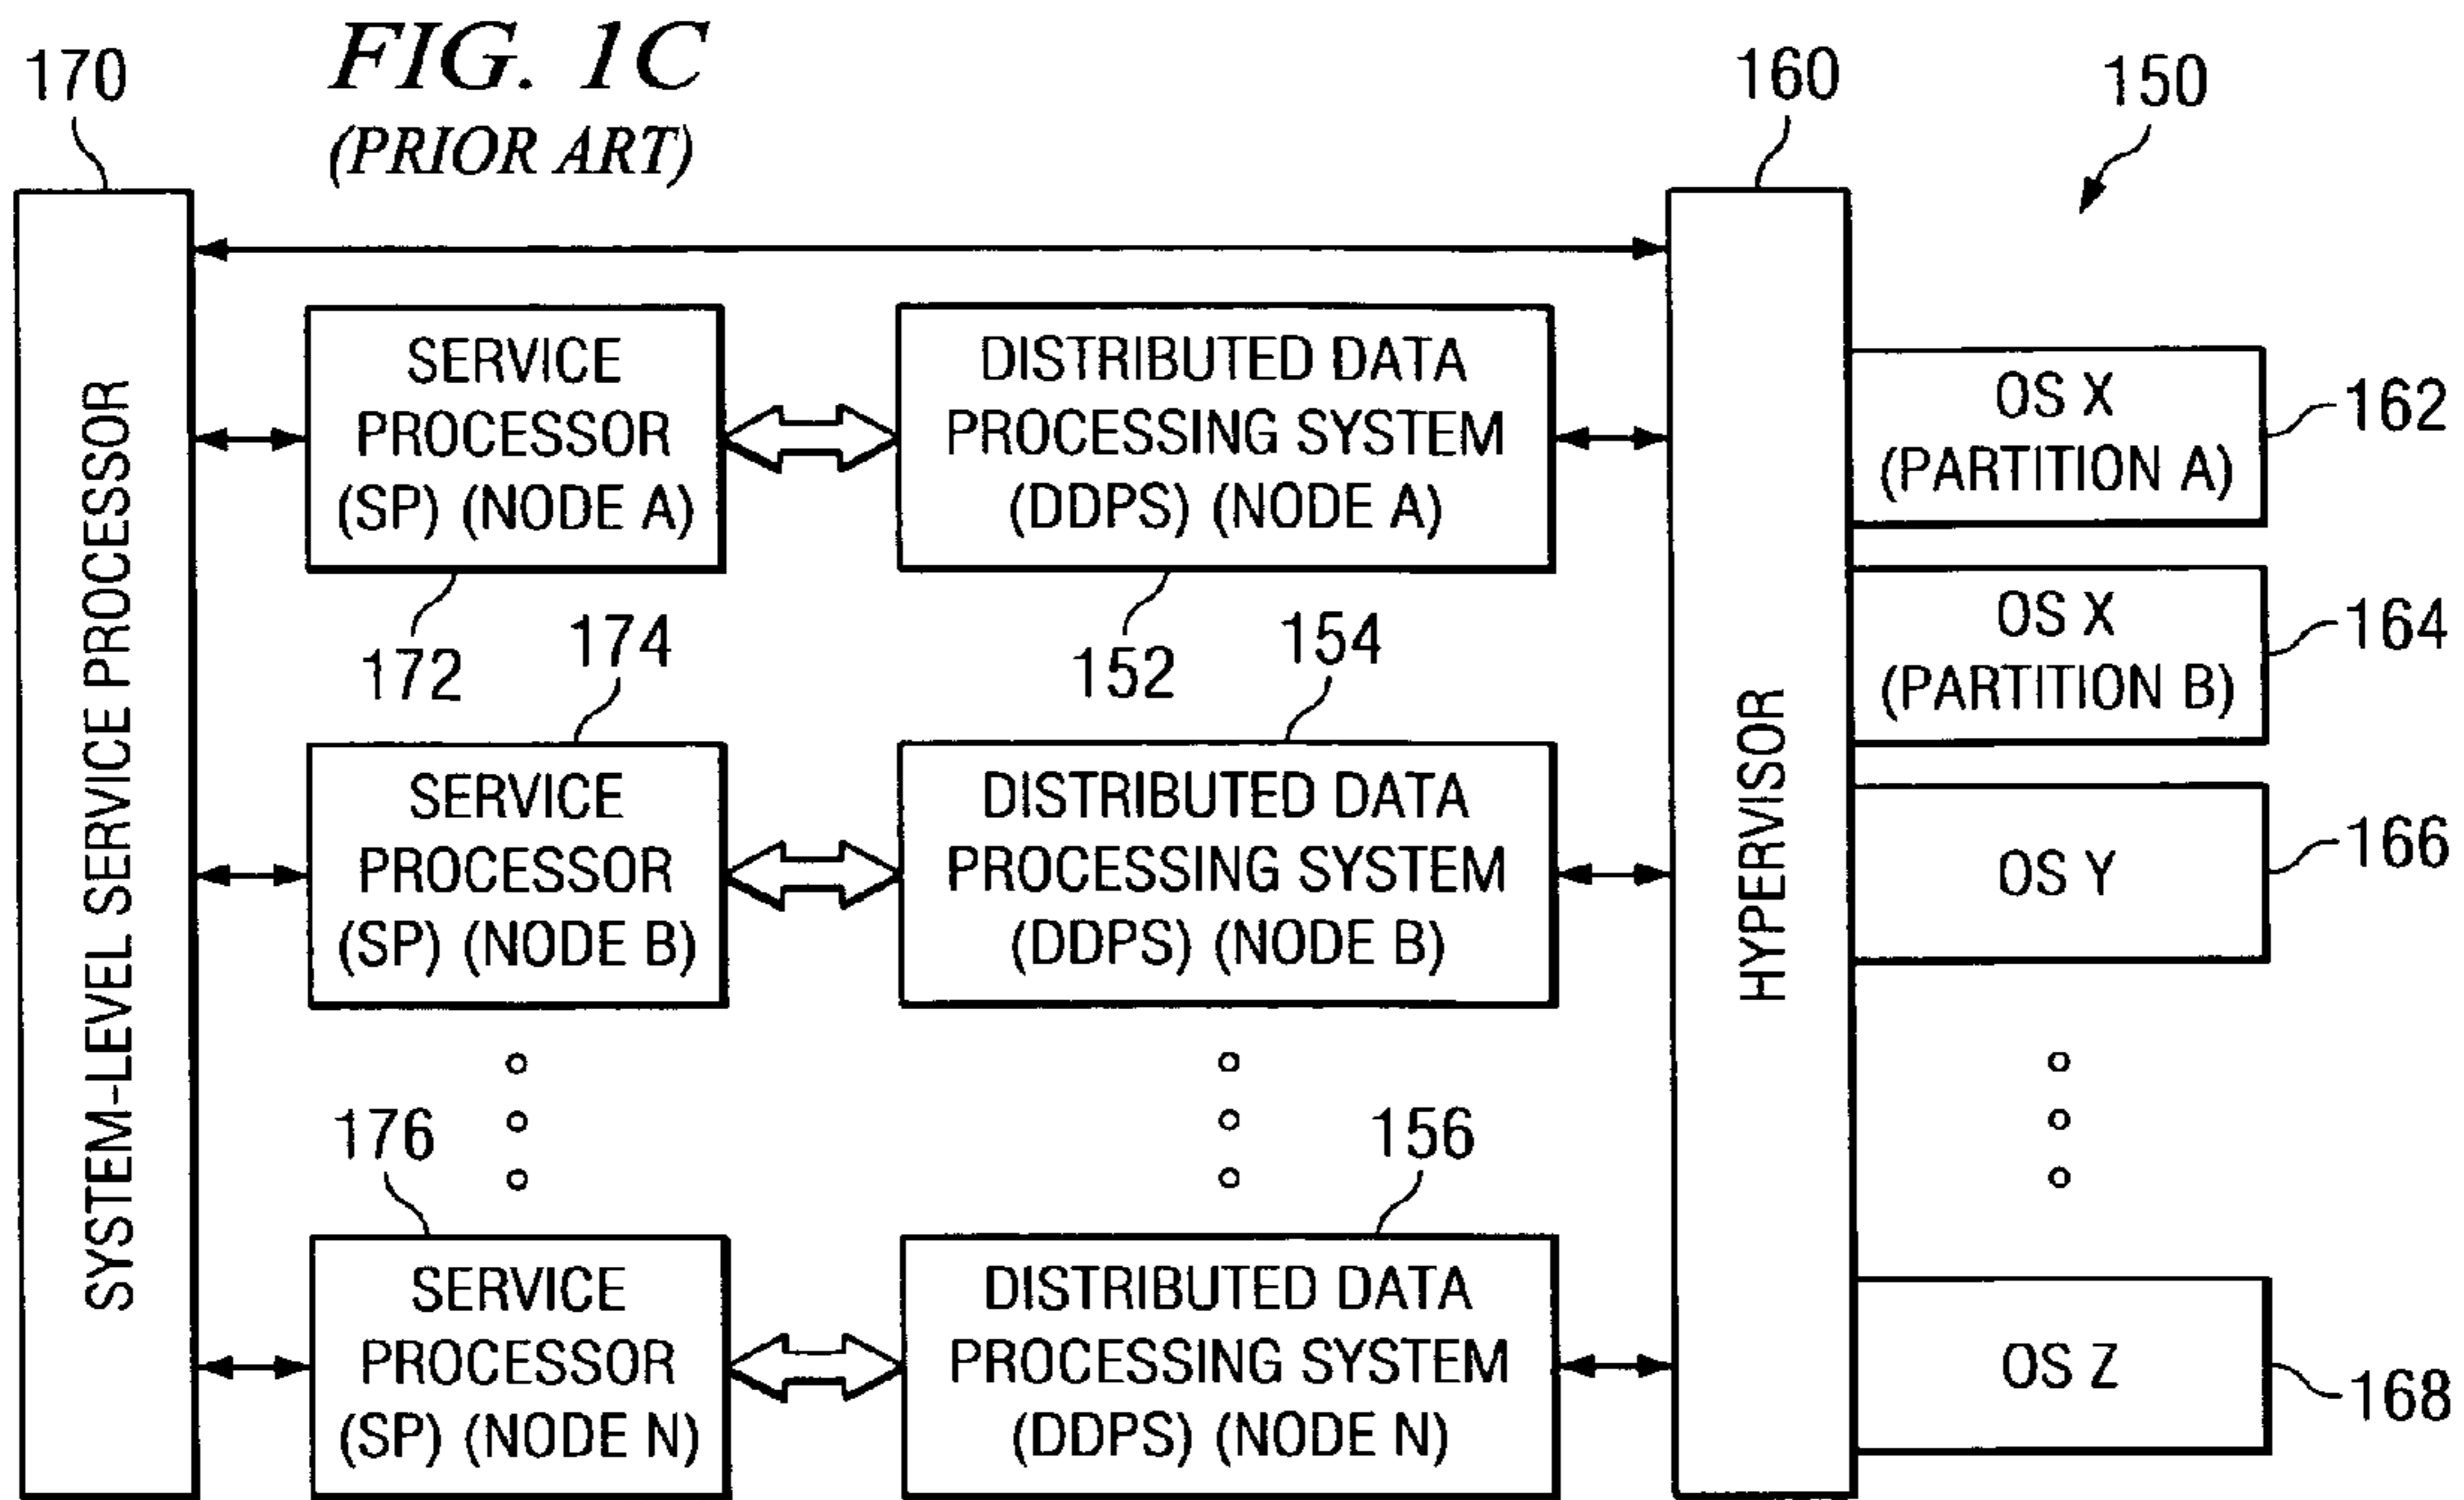 FIG. 1C
(PRIOR ART)
170
160
150
SYSTEM-LEVEL SERVICE PROCESSOR
SERVICE
PROCESSOR
(SP) (NODE A)
172
DISTRIBUTED DATA
PROCESSING SYSTEM
(DDPS) (NODE A)
152
174
SERVICE
PROCESSOR
(SP) (NODE B)
154
DISTRIBUTED DATA
PROCESSING SYSTEM
(DDPS) (NODE B)
176
SERVICE
PROCESSOR
(SP) (NODE N)
156
DISTRIBUTED DATA
PROCESSING SYSTEM
(DDPS) (NODE N)
HYPERVISOR
OS X
(PARTITION A)
162
OS X
(PARTITION B)
164
OS Y
166
OS Z
168